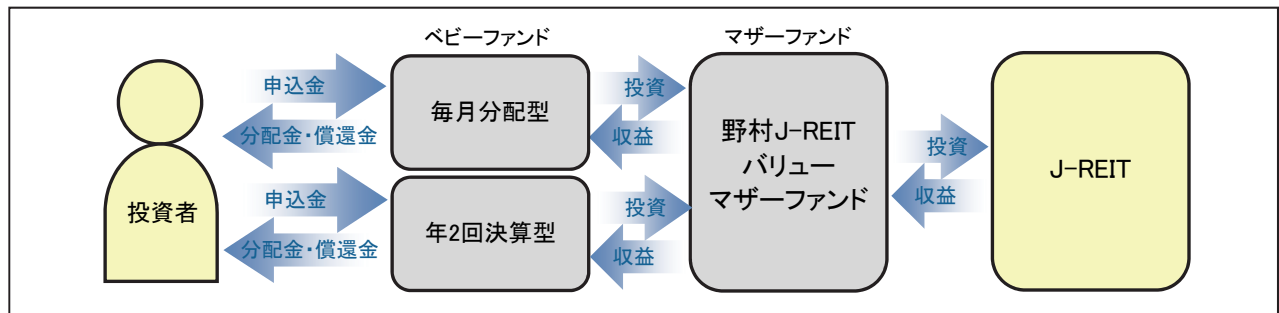 ベビーファンド
マザーファンド
申込金
分配金・償還金
毎月分配型
投資
収益
投資者
申込金
分配金・償還金
年2回決算型
投資
収益
野村J-REIT
バリュー
マザーファンド
投資
収益
J-REIT